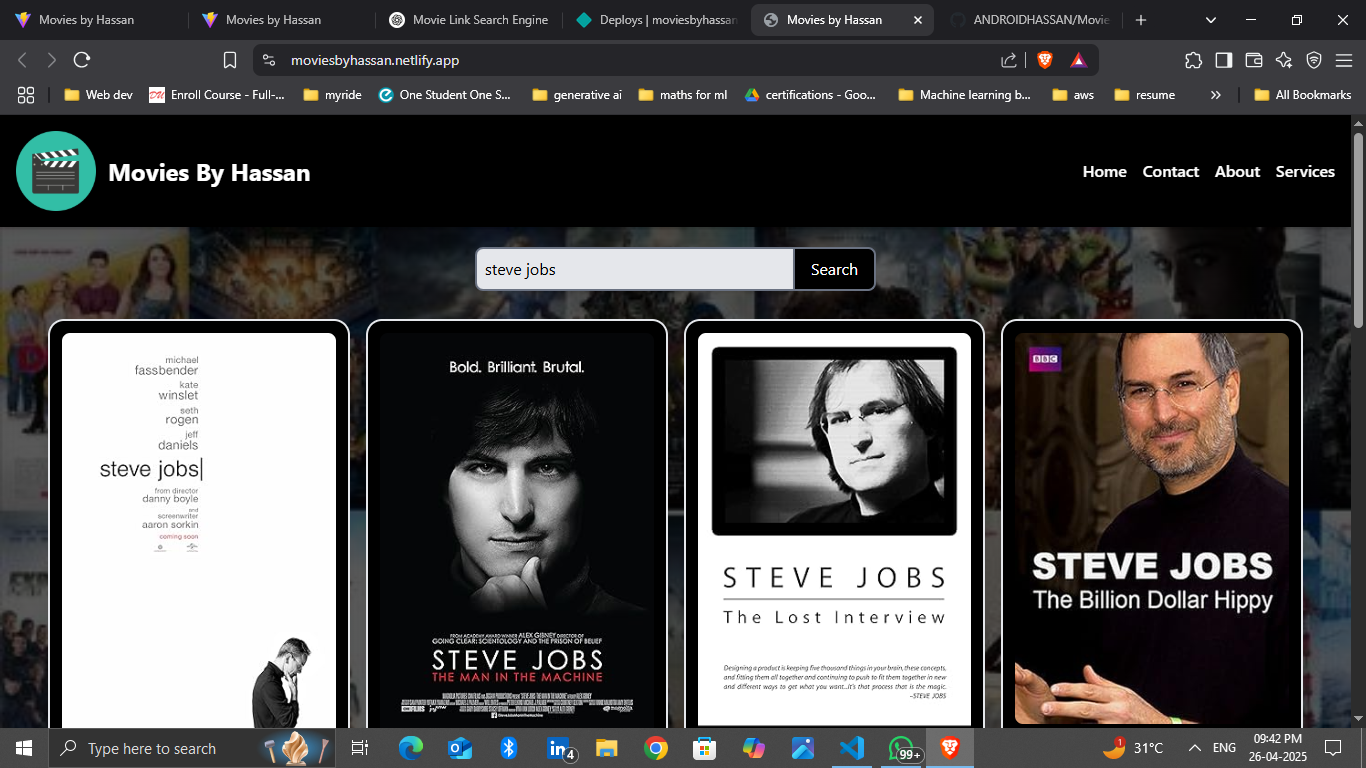 Movies by Hassan
Movies by Hassan
Movie Link Search Engine
Deploys | moviesbyhassan
Movies by Hassan
ANDROIDHASSAN/Movie
moviesbyhassan.netlify.app
Web dev
DU
Enroll Course - Full-...
myride
One Student One S...
generative ai
maths for ml
certifications - Goo...
Machine learning b...
aws
resume
»
All Bookmarks
Movies By Hassan
Home
Contact
About
Services
steve jobs
Search
michael
fassbender
kate
winslet
seth
rogen
jeff
daniels
steve jobs|
from director
danny boyle
and
screenwriter
aaron sorkin
coming soon
Bold. Brilliant. Brutal.
FROM ACADEMY AWARD WINNER ALEX GIBNEY DIRECTOR OF
GOING CLEAR: SCIENTOLOGY AND THE PRISON OF BELIEF
STEVE JOBS
THE MAN IN THE MACHINE
STEVE JOBS
The Lost Interview
Designing a product is keeping five thousand things in your brain, these concepts,
and fitting them all together and continuing to push to fit them together in new
and different ways to get what you want...it's that process that is the magic.
–STEVE JOBS
BBC
STEVE JOBS
The Billion Dollar Hippy
Type here to search
4
99+
1
31°C
ENG
09:42 PM
26-04-2025